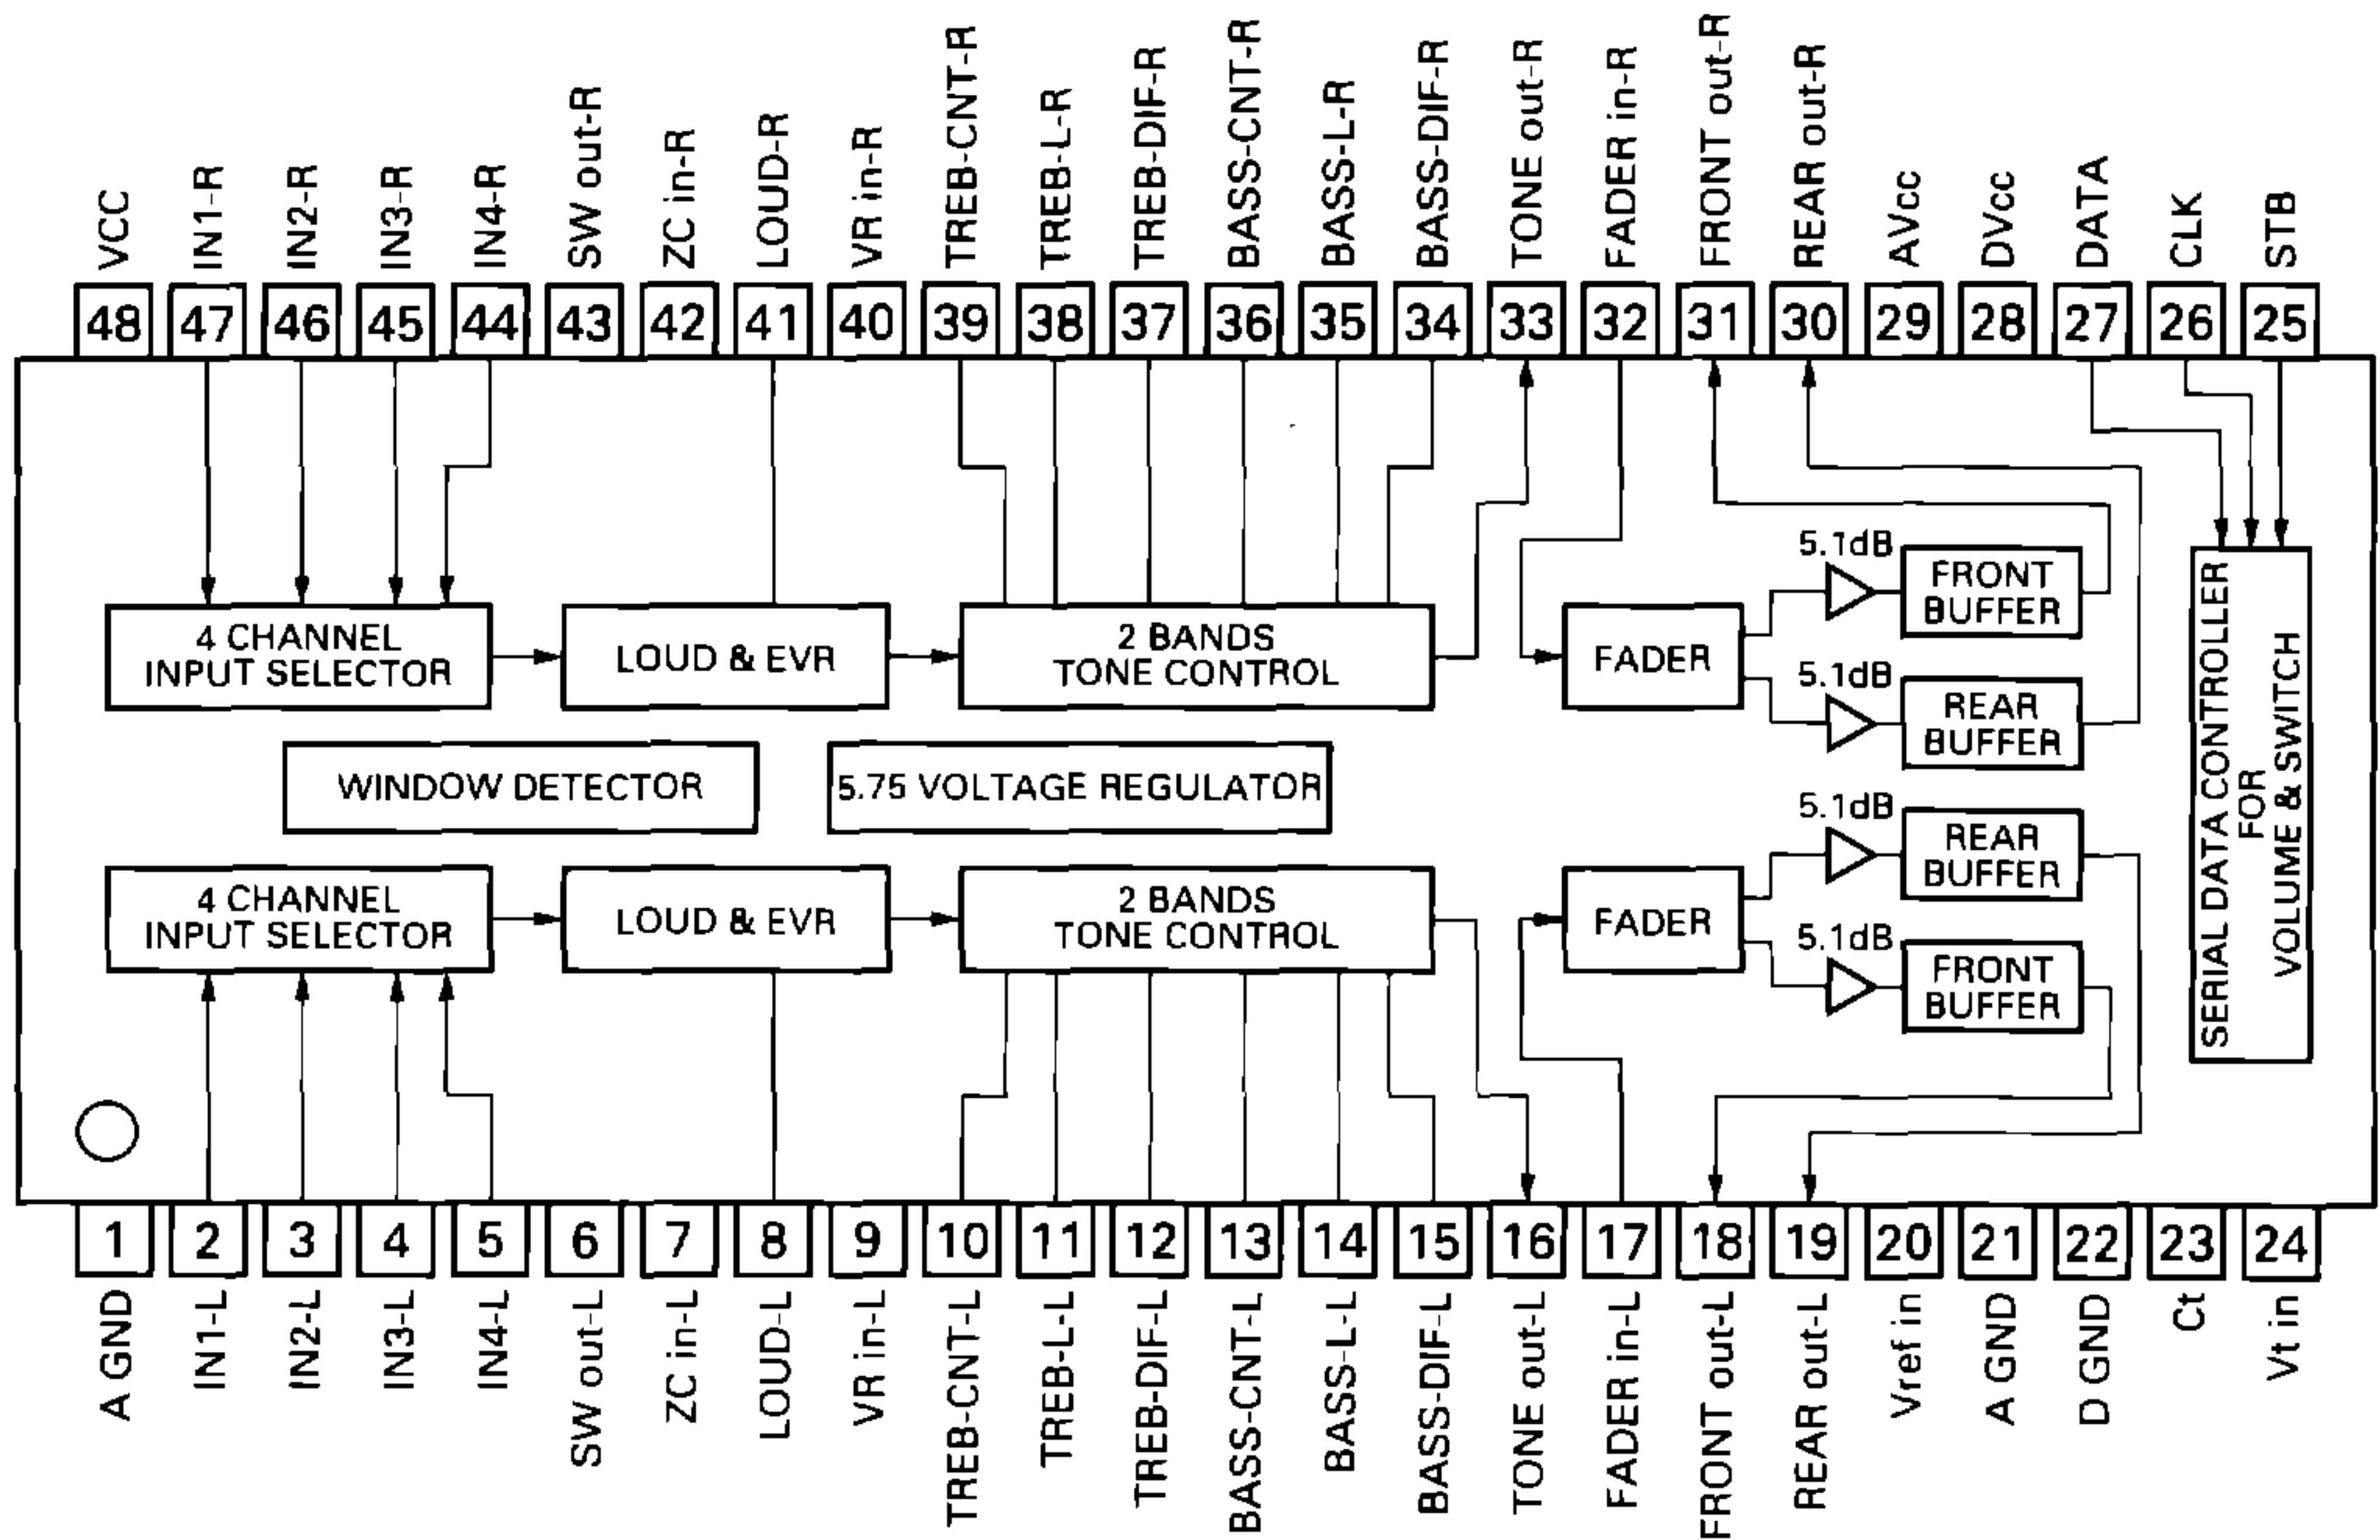 VCC
IN1-R
IN2-R
IN3-R
IN4-R
SW out-R
ZC in-R
LOUD-R
VR in-R
TREB-CNT-R
TREB-L-R
TREB-DIF-R
BASS-CNT-R
BASS-L-R
BASS-DIF-R
TONE out-R
FADER in-R
FRONT out-R
REAR out-R
AVcc
DVcc
DATA
CLK
STB
48 47 46 45 44 43 42 41 40 39 38 37 36 35 34 33 32 31 30 29 28 27 26 25
4 CHANNEL
INPUT SELECTOR
LOUD & EVR
2 BANDS
TONE CONTROL
FADER
5.1dB
FRONT
BUFFER
5.1dB
REAR
BUFFER
WINDOW DETECTOR
5.75 VOLTAGE REGULATOR
4 CHANNEL
INPUT SELECTOR
LOUD & EVR
2 BANDS
TONE CONTROL
FADER
5.1dB
REAR
BUFFER
5.1dB
FRONT
BUFFER
SERIAL DATA CONTROLLER
FOR
VOLUME & SWITCH
1 2 3 4 5 6 7 8 9 10 11 12 13 14 15 16 17 18 19 20 21 22 23 24
A GND
IN1-L
IN2-L
IN3-L
IN4-L
SW out-L
ZC in-L
LOUD-L
VR in-L
TREB-CNT-L
TREB-L-L
TREB-DIF-L
BASS-CNT-L
BASS-L-L
BASS-DIF-L
TONE out-L
FADER in-L
FRONT out-L
REAR out-L
Vref in
A GND
D GND
Ct
Vt in